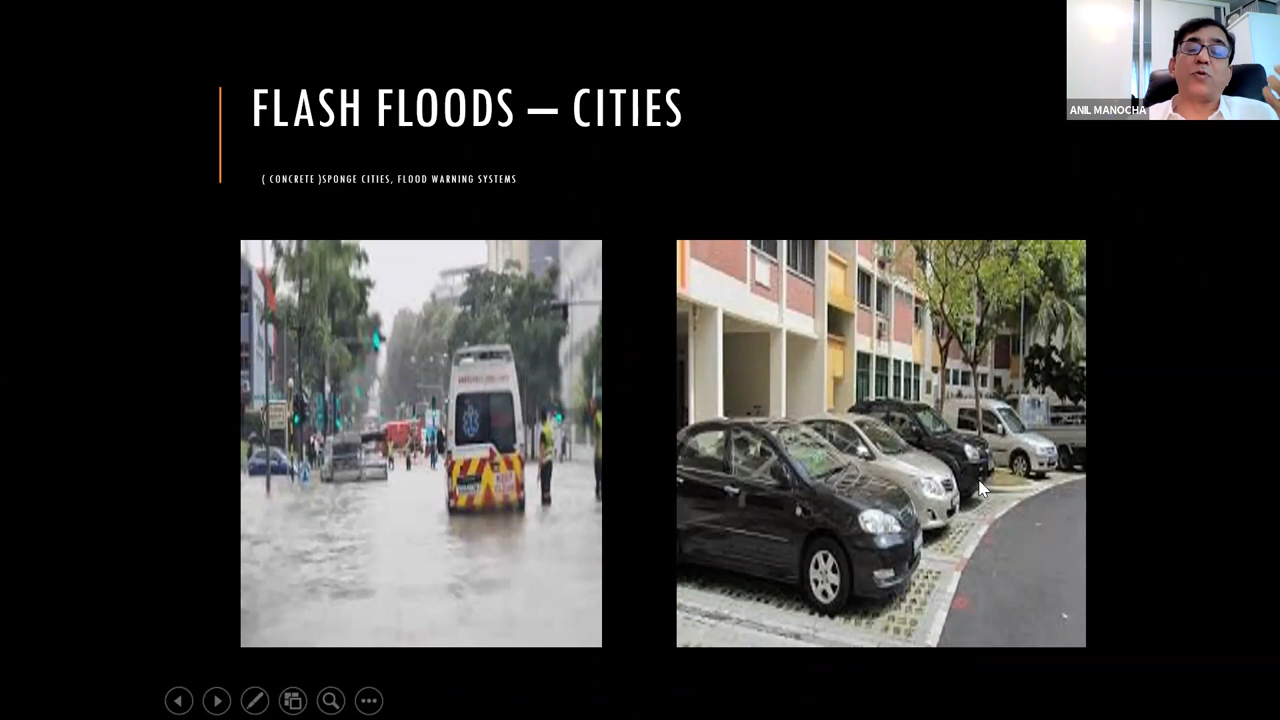 FLASH FLOODS – CITIES
( CONCRETE )SPONGE CITIES, FLOOD WARNING SYSTEMS
ANIL MANOCHA